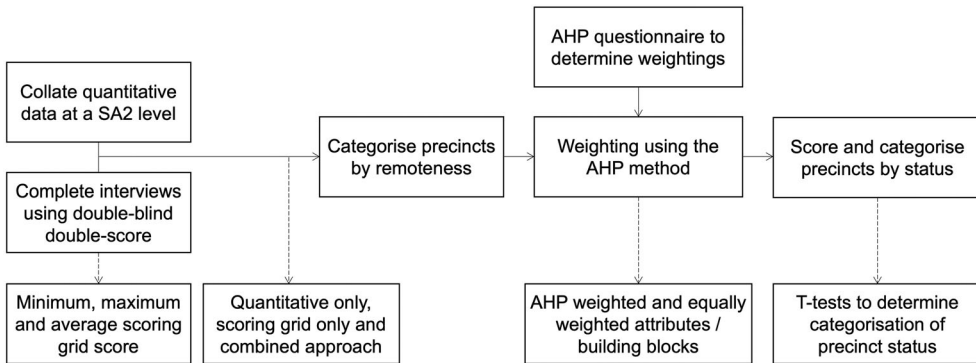 AHP questionnaire to
determine weightings
Collate quantitative
data at a SA2 level
Categorise precincts
by remoteness
Weighting using the
AHP method
Score and categorise
precincts by status
Complete interviews
using double-blind
double-score
Minimum, maximum
and average scoring
grid score
Quantitative only,
scoring grid only and
combined approach
AHP weighted and equally
weighted attributes /
building blocks
T-tests to determine
categorisation of
precinct status